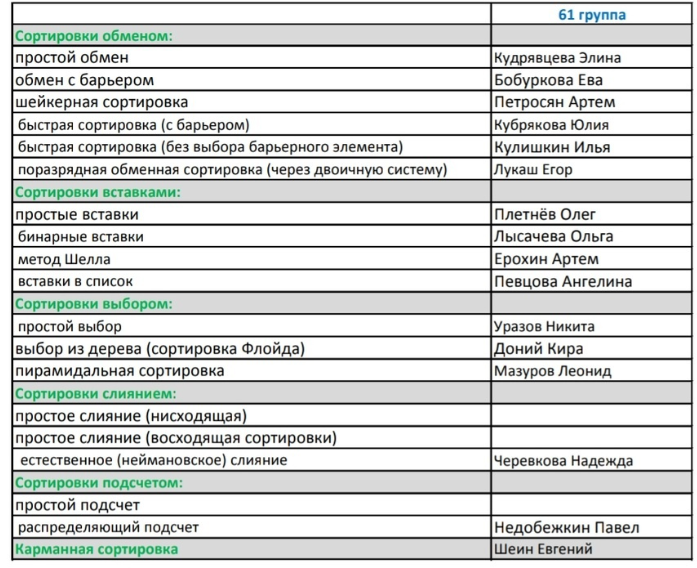 61 группа
Сортировки обменом:
простой обмен Кудрявцева Элина
обмен с барьером Бобуркова Ева
шейкерная сортировка Петросян Артем
быстрая сортировка (с барьером) Кубрякова Юлия
быстрая сортировка (без выбора барьерного элемента) Кулишкин Илья
поразрядная обменная сортировка (через двоичную систему) Лукаш Егор
Сортировки вставками:
простые вставки Плетнёв Олег
бинарные вставки Лысачева Ольга
метод Шелла Ерохин Артем
вставки в список Певцова Ангелина
Сортировки выбором:
простой выбор Уразов Никита
выбор из дерева (сортировка Флойда) Доний Кира
пирамидальная сортировка Мазуров Леонид
Сортировки слиянием:
простое слияние (нисходящая)
простое слияние (восходящая сортировки)
естественное (неймановское) слияние Черевкова Надежда
Сортировки подсчетом:
простой подсчет
распределяющий подсчет Недобежкин Павел
Карманная сортировка Шеин Евгений